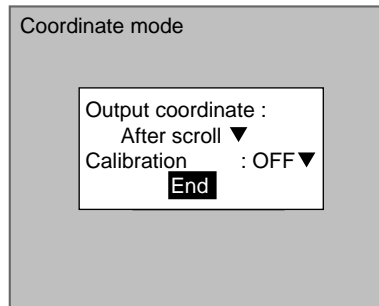 Coordinate mode
Output coordinate :
After scroll ▼
Calibration : OFF▼
End